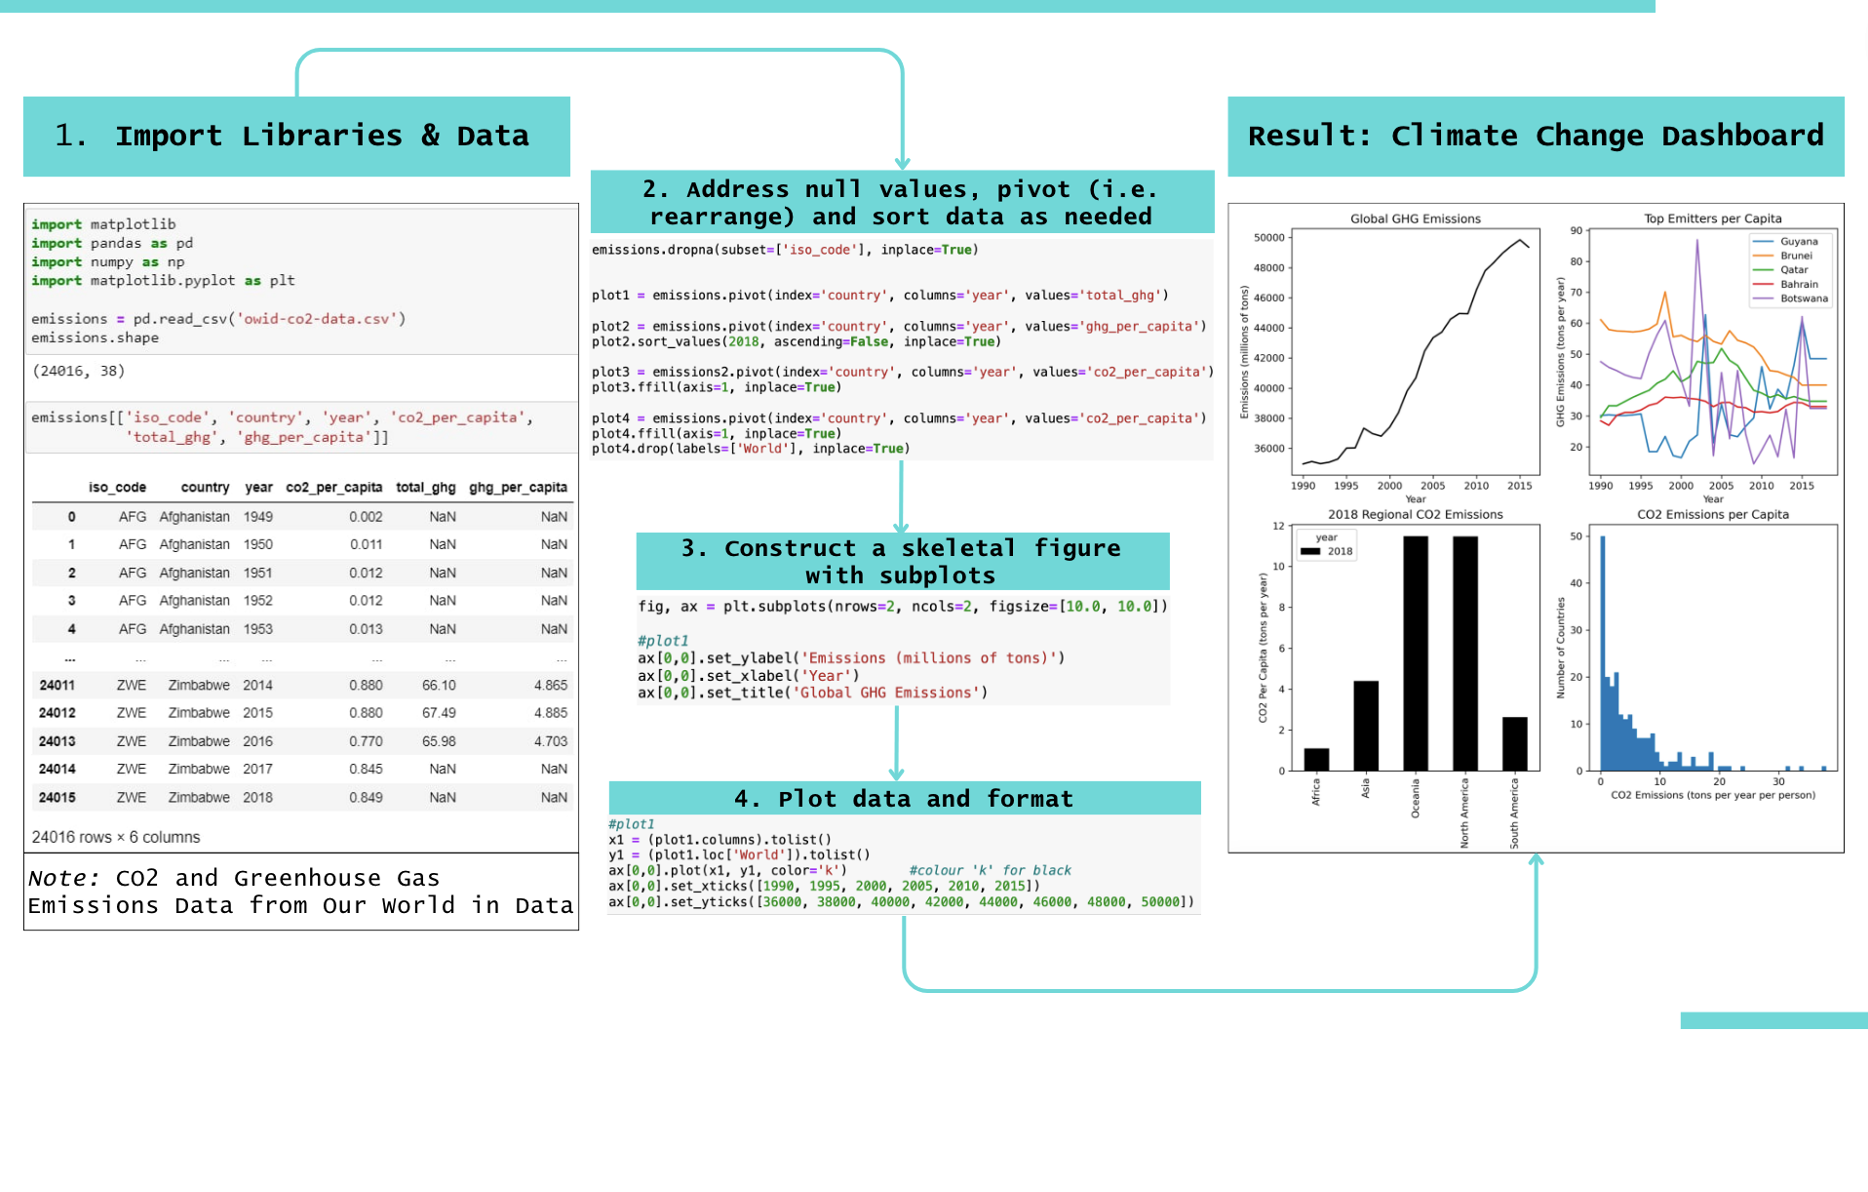 1. Import Libraries & Data
import matplotlib
import pandas as pd
import numpy as np
import matplotlib.pyplot as plt
emissions = pd.read_csv('owid-co2-data.csv')
emissions.shape
(24016, 38)
emissions[['iso_code', 'country', 'year', 'co2_per_capita',
'total_ghg', 'ghg_per_capita']]
iso_code country year co2_per_capita total_ghg ghg_per_capita
0 AFG Afghanistan 1949 0.002 NaN NaN
1 AFG Afghanistan 1950 0.011 NaN NaN
2 AFG Afghanistan 1951 0.012 NaN NaN
3 AFG Afghanistan 1952 0.012 NaN NaN
4 AFG Afghanistan 1953 0.013 NaN NaN
... ... ... ... ... ... ...
24011 ZWE Zimbabwe 2014 0.880 66.10 4.865
24012 ZWE Zimbabwe 2015 0.880 67.49 4.885
24013 ZWE Zimbabwe 2016 0.770 65.98 4.703
24014 ZWE Zimbabwe 2017 0.845 NaN NaN
24015 ZWE Zimbabwe 2018 0.849 NaN NaN
24016 rows × 6 columns
Note: CO2 and Greenhouse Gas
Emissions Data from Our World in Data
2. Address null values, pivot (i.e.
rearrange) and sort data as needed
emissions.dropna(subset=['iso_code'], inplace=True)
plot1 = emissions.pivot(index='country', columns='year', values='total_ghg')
plot2 = emissions.pivot(index='country', columns='year', values='ghg_per_capita')
plot2.sort_values(2018, ascending=False, inplace=True)
plot3 = emissions2.pivot(index='country', columns='year', values='co2_per_capita')
plot3.ffill(axis=1, inplace=True)
plot4 = emissions.pivot(index='country', columns='year', values='co2_per_capita')
plot4.ffill(axis=1, inplace=True)
plot4.drop(labels=['World'], inplace=True)
3. Construct a skeletal figure
with subplots
fig, ax = plt.subplots(nrows=2, ncols=2, figsize=[10.0, 10.0])
#plot1
ax[0,0].set_ylabel('Emissions (millions of tons)')
ax[0,0].set_xlabel('Year')
ax[0,0].set_title('Global GHG Emissions')
4. Plot data and format
#plot1
x1 = (plot1.columns).tolist()
y1 = (plot1.loc['World']).tolist()
ax[0,0].plot(x1, y1, color='k') #colour 'k' for black
ax[0,0].set_xticks([1990, 1995, 2000, 2005, 2010, 2015])
ax[0,0].set_yticks([36000, 38000, 40000, 42000, 44000, 46000, 48000, 50000])
Result: Climate Change Dashboard
Global GHG Emissions
Emissions (millions of tons)
50000
48000
46000
44000
42000
40000
38000
36000
1990 1995 2000 2005 2010 2015
Year
Top Emitters per Capita
GHG Emissions (tons per year)
90
80
70
60
50
40
30
20
Guyana
Brunei
Qatar
Bahrain
Botswana
1990 1995 2000 2005 2010 2015
Year
2018 Regional CO2 Emissions
CO2 Per Capita (tons per year)
12
10
8
6
4
2
0
year
2018
Africa
Asia
Oceania
North America
South America
CO2 Emissions per Capita
Number of Countries
50
40
30
20
10
0
0 10 20 30
CO2 Emissions (tons per year per person)